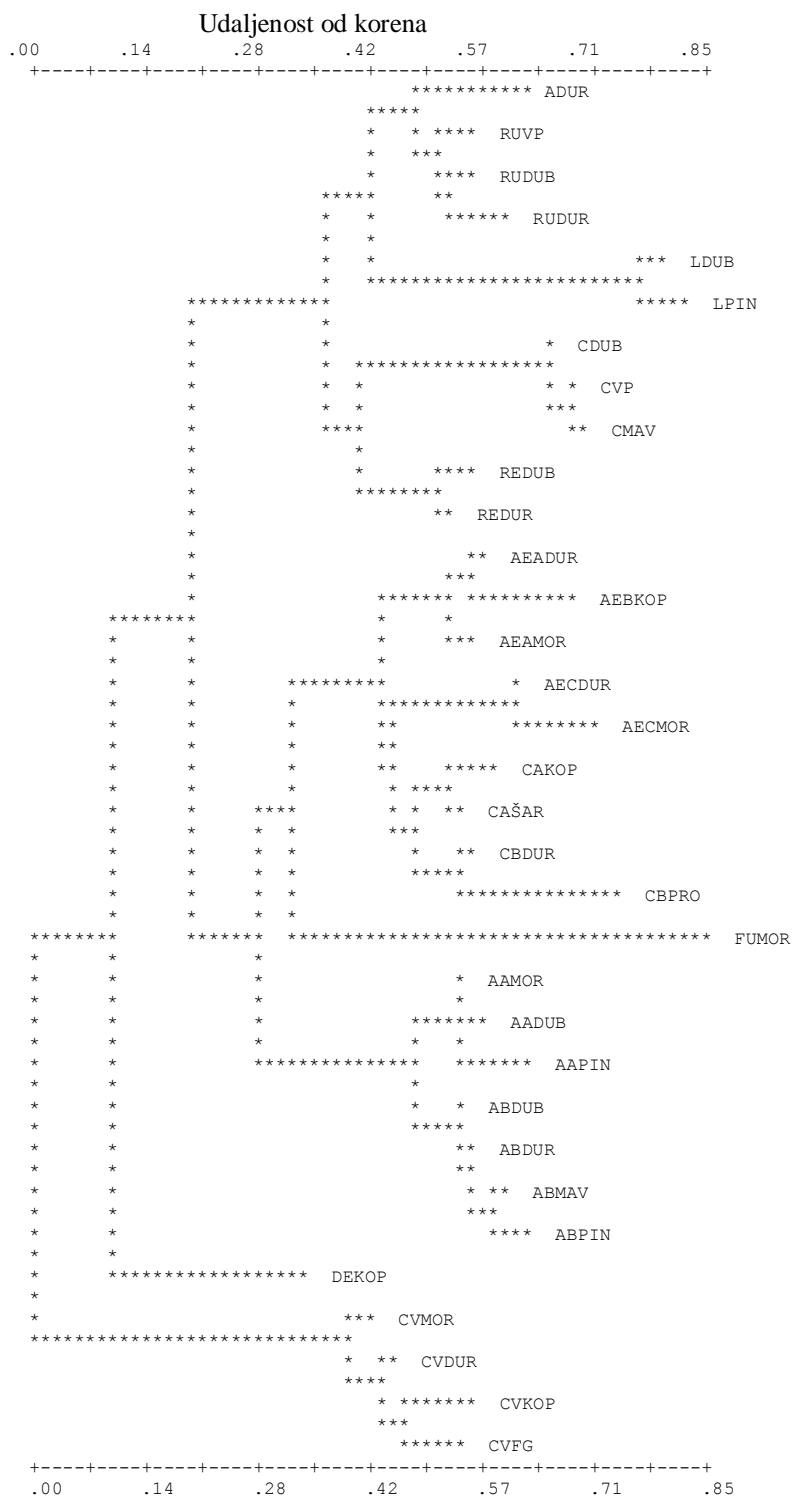 Udaljenost od korena
.00 .14 .28 .42 .57 .71 .85
ADUR
RUVP
RUDUB
RUDUR
LDUB
LPIN
CDUB
CVP
CMAV
REDUB
REDUR
AEADUR
AEBKOP
AEAMOR
AECDUR
AECMOR
CAKOP
CAŠAR
CBDUR
CBPRO
FUMOR
AAMOR
AADUB
AAPIN
ABDUB
ABDUR
ABMAV
ABPIN
DEKOP
CVMOR
CVDUR
CVKOP
CVFG
.00 .14 .28 .42 .57 .71 .85